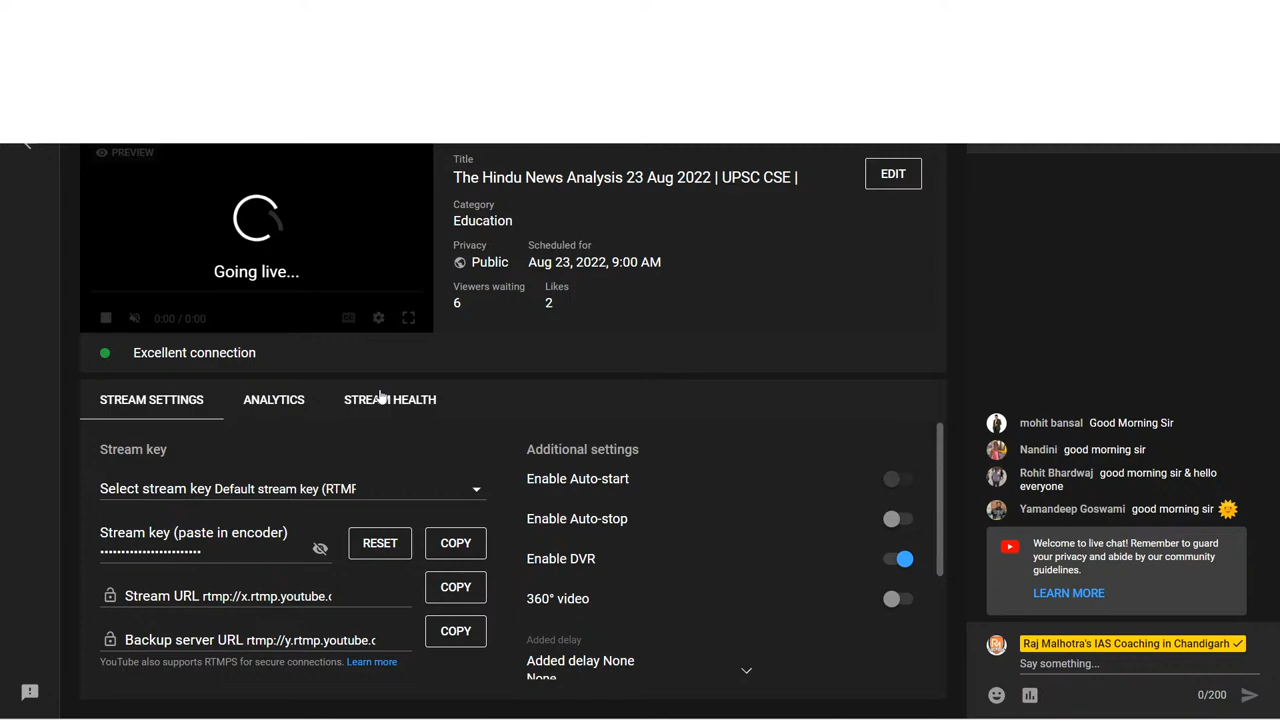 PREVIEW
Going live...
0:00 / 0:00
Title
The Hindu News Analysis 23 Aug 2022 | UPSC CSE |
EDIT
Category
Education
Privacy
Public
Scheduled for
Aug 23, 2022, 9:00 AM
Viewers waiting
6
Likes
2
Excellent connection
STREAM SETTINGS
ANALYTICS
STREAM HEALTH
Stream key
Select stream key Default stream key (RTMP
Stream key (paste in encoder)
RESET
COPY
Stream URL rtmp://x.rtmp.youtube.c
COPY
Backup server URL rtmp://y.rtmp.youtube.c
COPY
YouTube also supports RTMPS for secure connections. Learn more
Additional settings
Enable Auto-start
Enable Auto-stop
Enable DVR
360° video
Added delay
Added delay None
None
mohit bansal Good Morning Sir
Nandini good morning sir
Rohit Bhardwaj good morning sir & hello
everyone
Yamandeep Goswami good morning sir
Welcome to live chat! Remember to guard
your privacy and abide by our community
guidelines.
LEARN MORE
Raj Malhotra's IAS Coaching in Chandigarh
Say something...
0/200